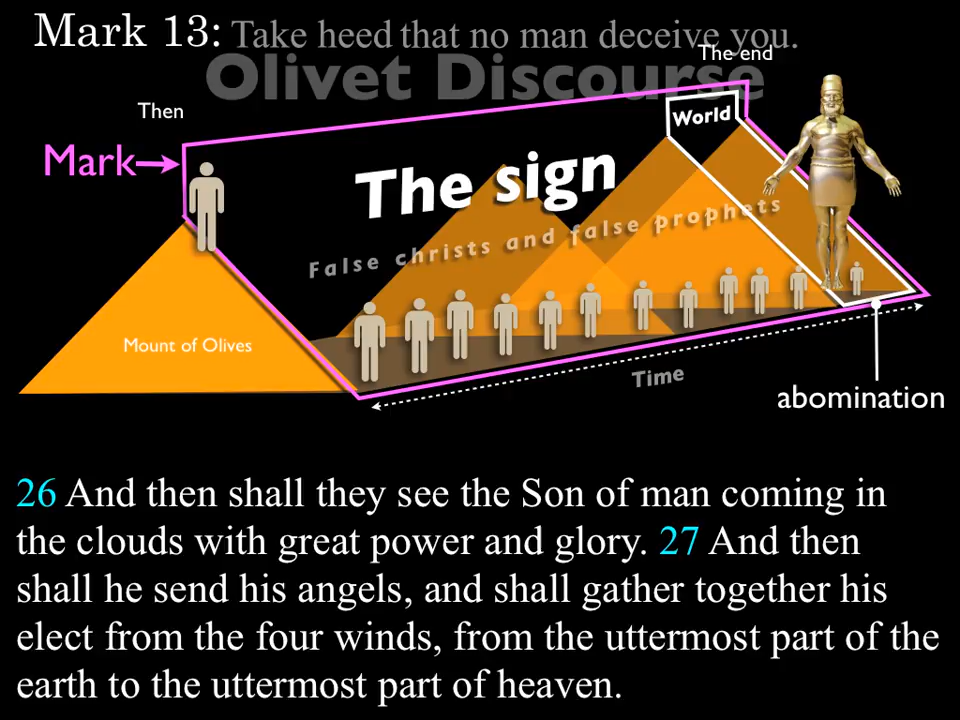 Mark 13: Take heed that no man deceive you.
Olivet Discourse
The end
Then
World
Mark
The sign
False christs and false prophets
Mount of Olives
Time
abomination
26 And then shall they see the Son of man coming in
the clouds with great power and glory. 27 And then
shall he send his angels, and shall gather together his
elect from the four winds, from the uttermost part of the
earth to the uttermost part of heaven.